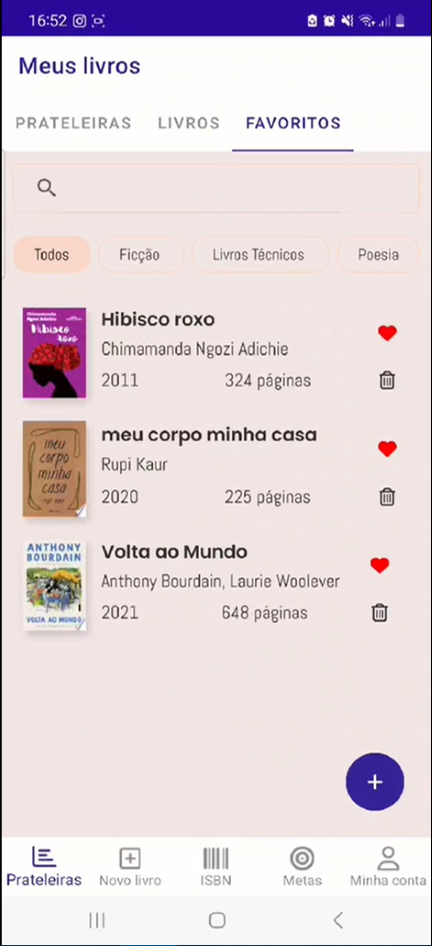 16:52
Meus livros
PRATELEIRAS LIVROS FAVORITOS
Todos Ficção Livros Técnicos Poesia
Chimamanda Ngozi Adichie
Hibisco roxo
Hibisco roxo
Chimamanda Ngozi Adichie
2011 324 páginas
meu corpo minha casa
rupi kaur
meu corpo minha casa
Rupi Kaur
2020 225 páginas
ANTHONY BOURDAIN
VOLTA AO MUNDO
Volta ao Mundo
Anthony Bourdain, Laurie Woolever
2021 648 páginas
+
Prateleiras Novo livro ISBN Metas Minha conta